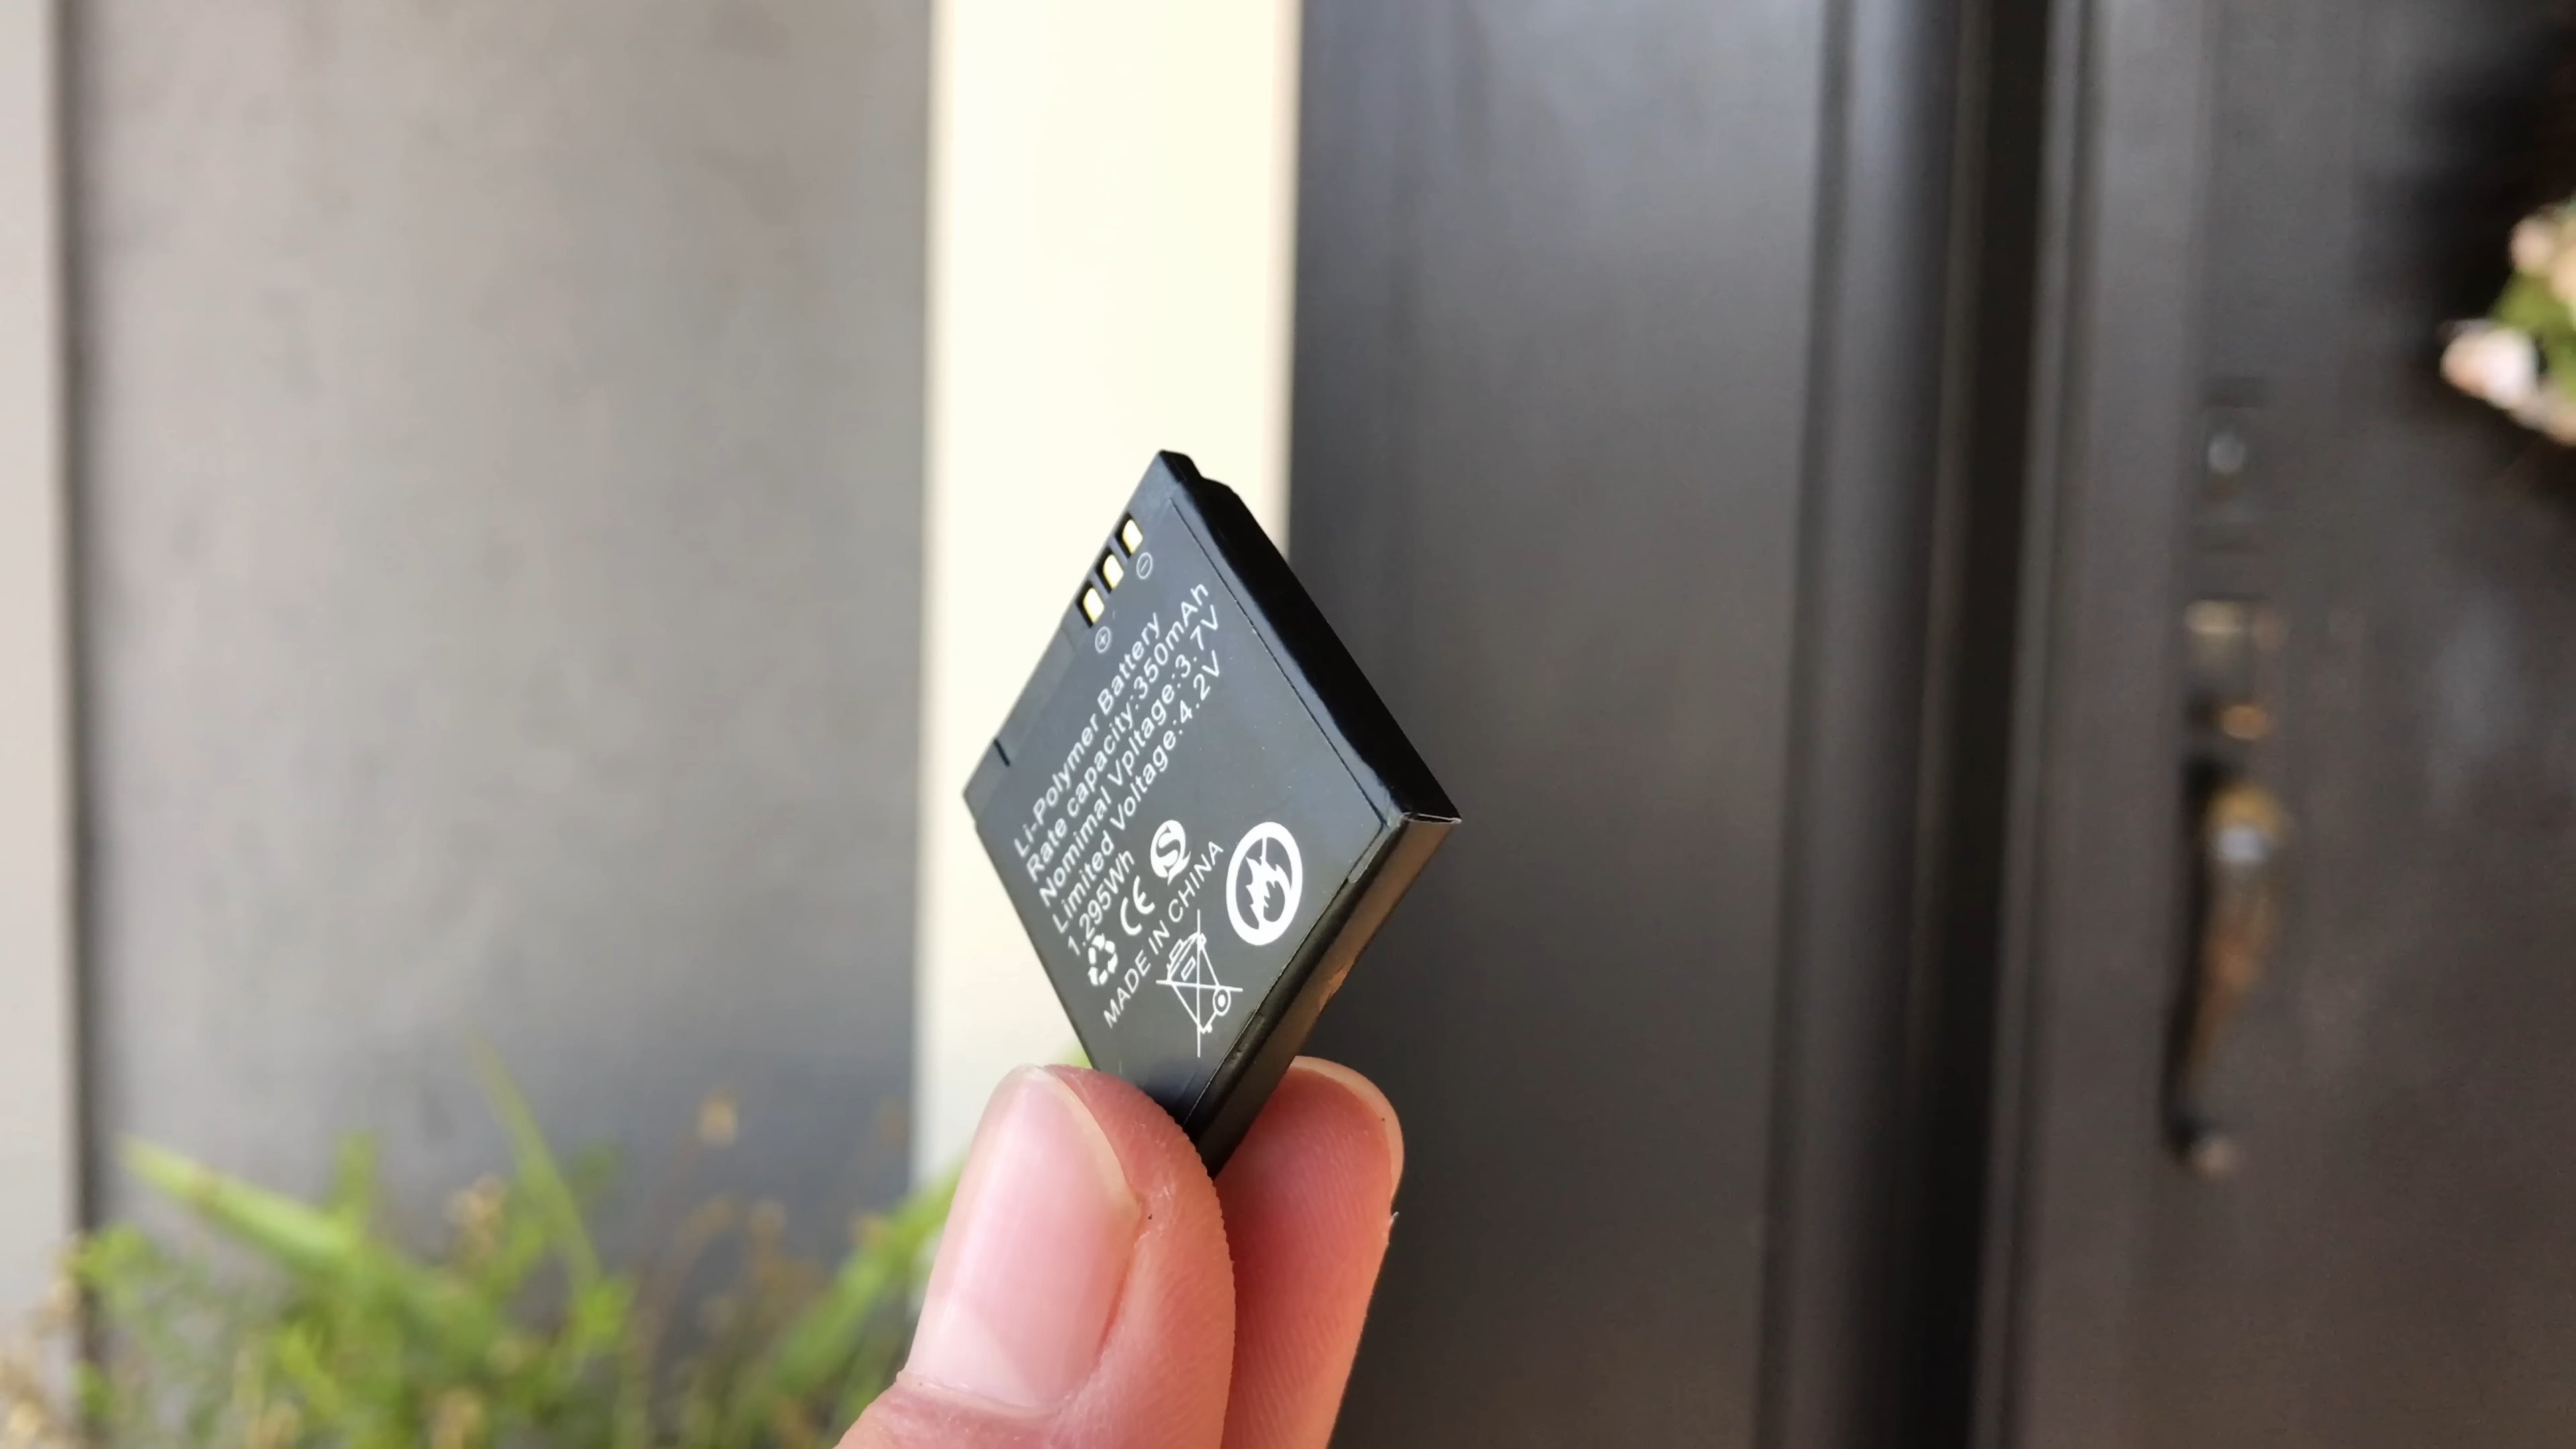 Li-Polymer Battery
Rate capacity:350mAh
Nomimal Vpltage:3.7V
Limited Voltage:4.2V
1.295Wh
CE S
MADE IN CHINA